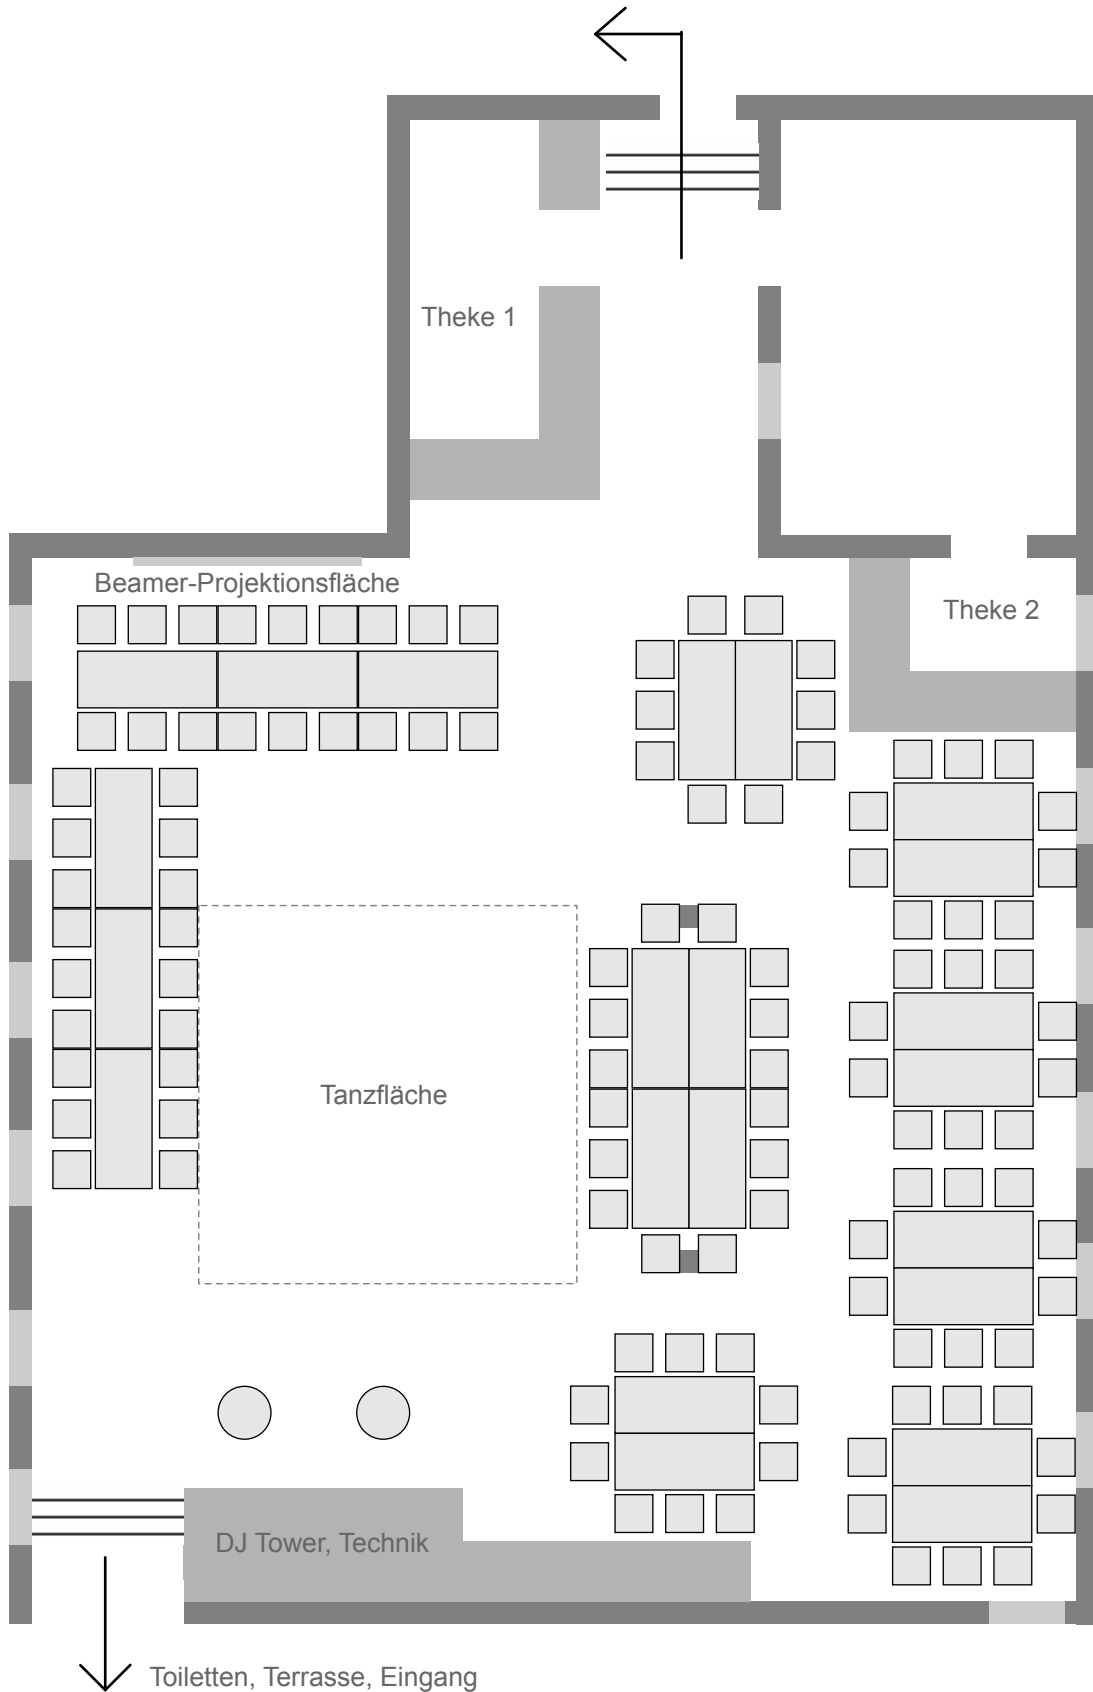 Theke 1
Beamer-Projektionsfläche
Theke 2
Tanzfläche
DJ Tower, Technik
Toiletten, Terrasse, Eingang